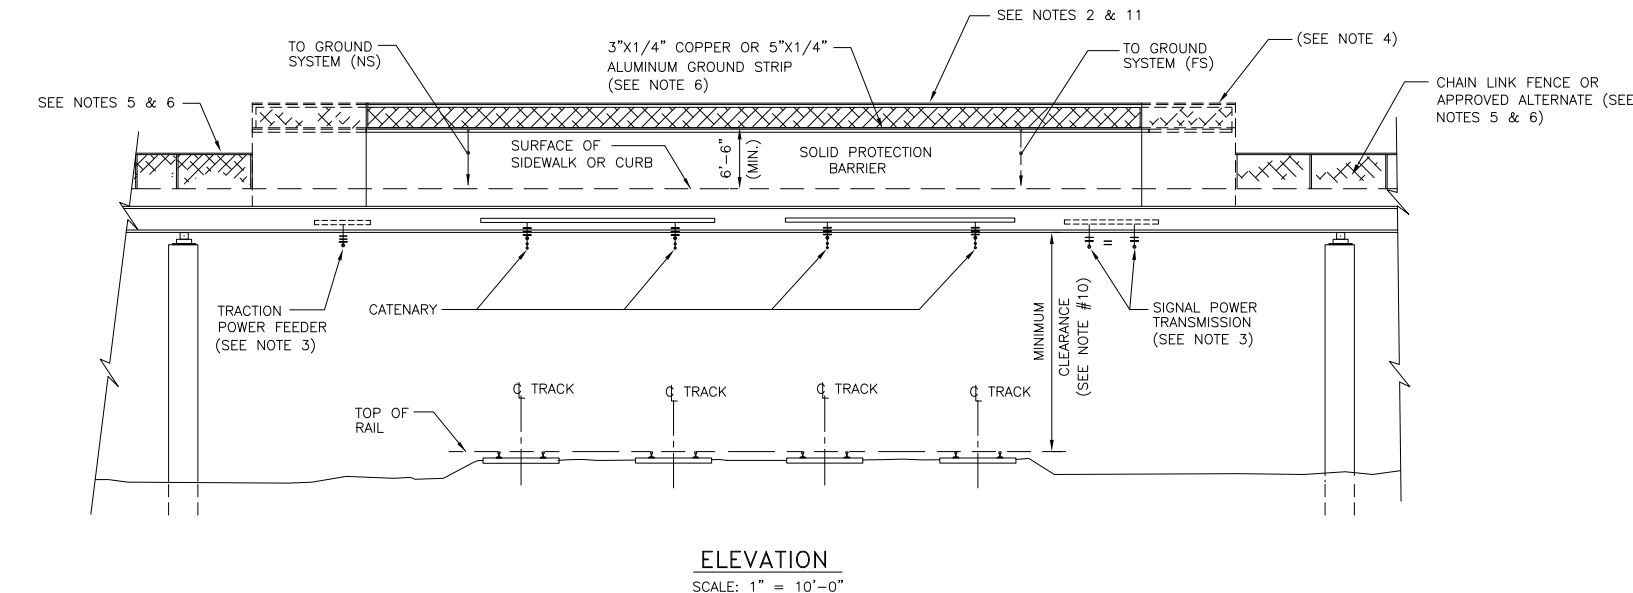 SEE NOTES 2 & 11
TO GROUND
SYSTEM (NS)
3"X1/4" COPPER OR 5"X1/4"
ALUMINUM GROUND STRIP
(SEE NOTE 6)
TO GROUND
SYSTEM (FS)
(SEE NOTE 4)
SEE NOTES 5 & 6
CHAIN LINK FENCE OR
APPROVED ALTERNATE (SEE
NOTES 5 & 6)
SURFACE OF
SIDEWALK OR CURB
6'-6"
(MIN.)
SOLID PROTECTION
BARRIER
TRACTION
POWER FEEDER
(SEE NOTE 3)
CATENARY
MINIMUM
CLEARANCE
(SEE NOTE #10)
SIGNAL POWER
TRANSMISSION
(SEE NOTE 3)
℄ TRACK
℄ TRACK
℄ TRACK
℄ TRACK
TOP OF
RAIL
ELEVATION
SCALE: 1" = 10'-0"